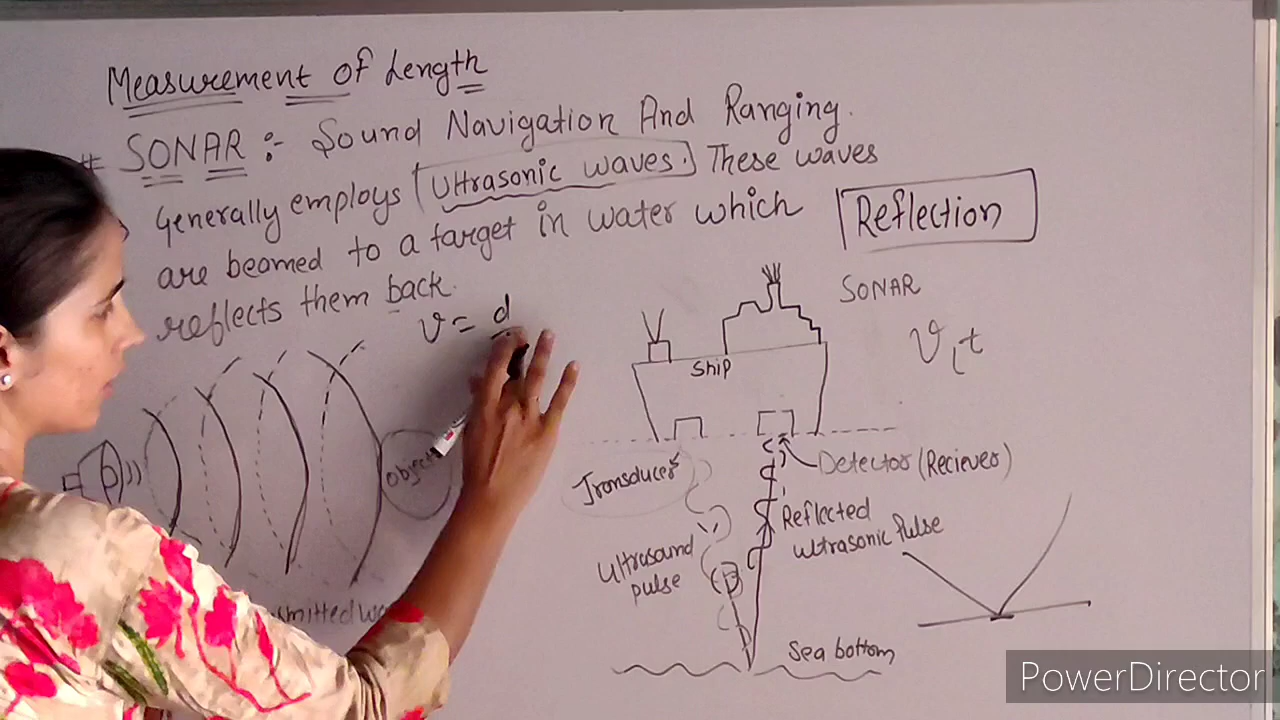 Measurement of Length
# SONAR :- Sound Navigation And Ranging.
Generally employs Ultrasonic waves. These waves
are beamed to a target in water which
reflects them back.
Reflection
v = d
SONAR
v, t
Ship
Object
Transducer
Detector (Reciever)
Reflected
ultrasonic Pulse
Ultrasound
pulse
Sea bottom
PowerDirector